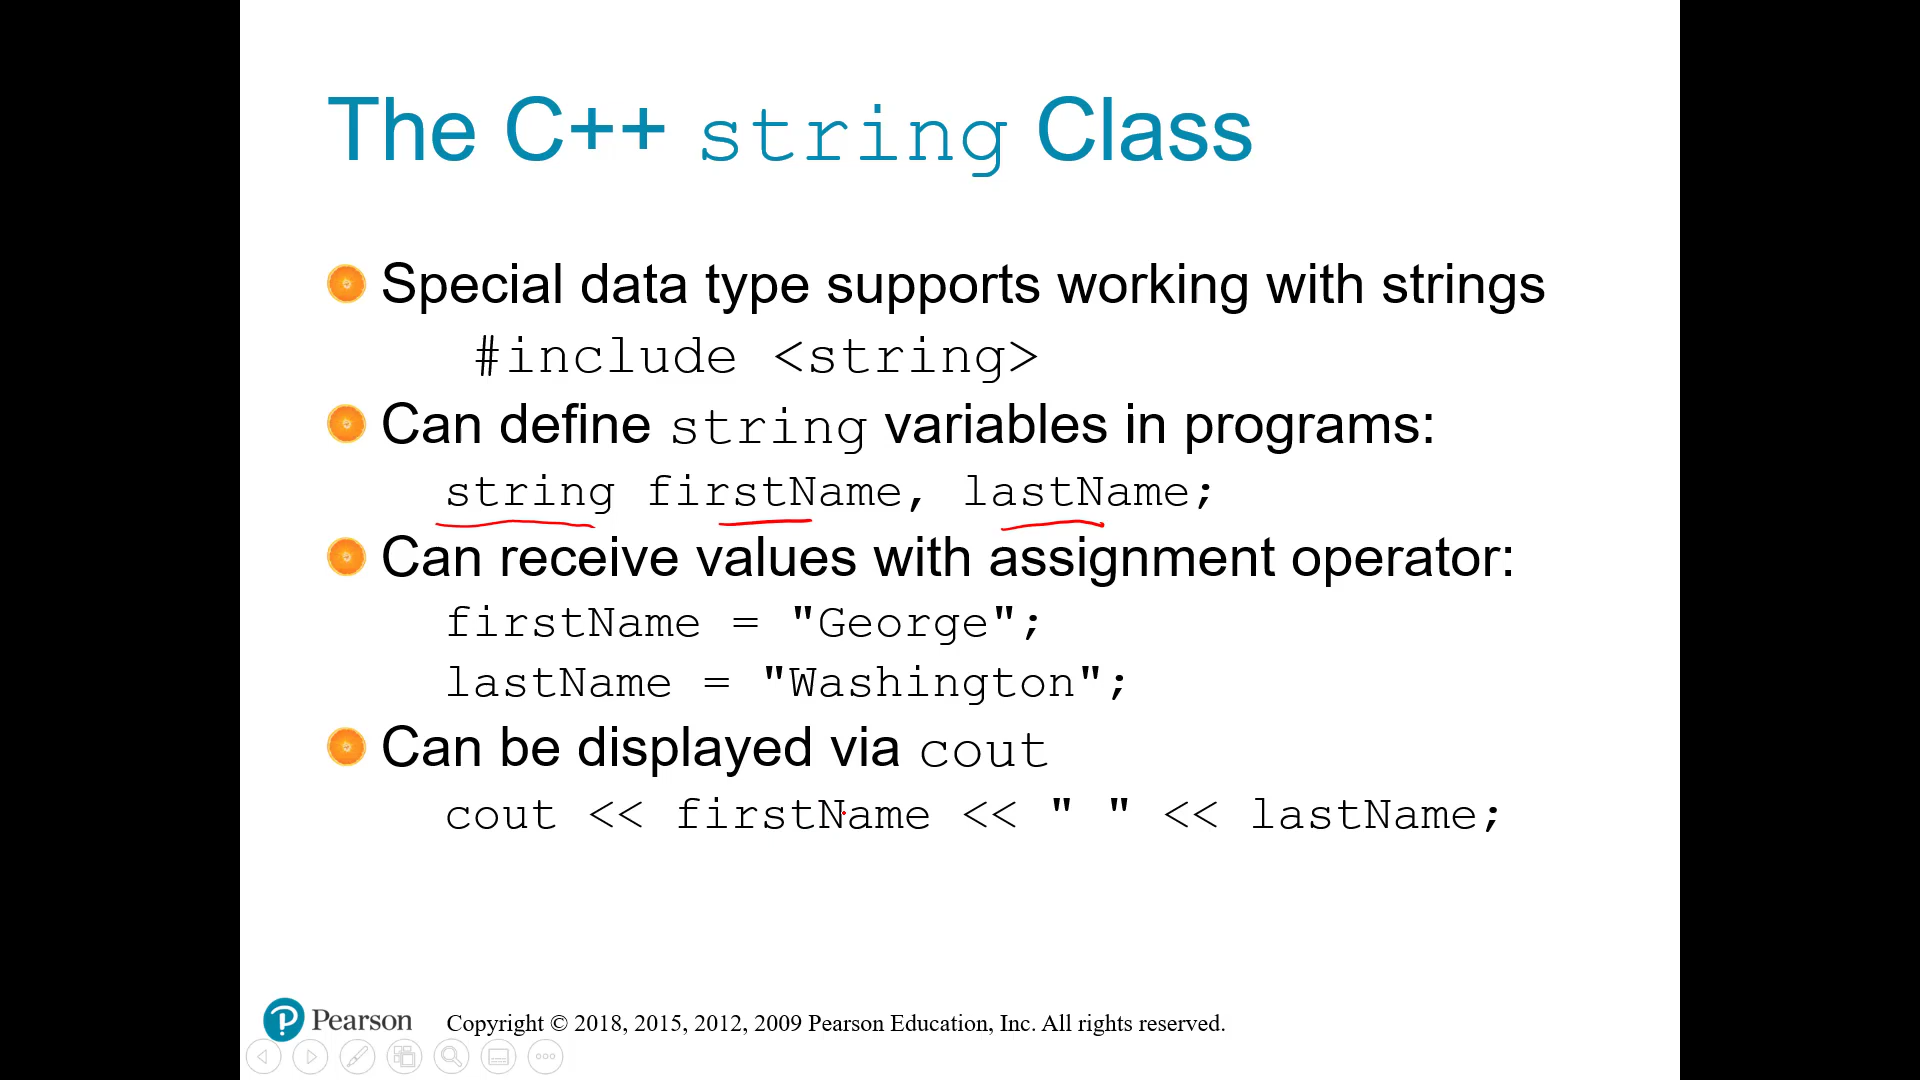 The C++ string Class
Special data type supports working with strings
#include <string>
Can define string variables in programs:
string firstName, lastName;
Can receive values with assignment operator:
firstName = "George";
lastName = "Washington";
Can be displayed via cout
cout << firstName << " " << lastName;
Pearson
Copyright © 2018, 2015, 2012, 2009 Pearson Education, Inc. All rights reserved.